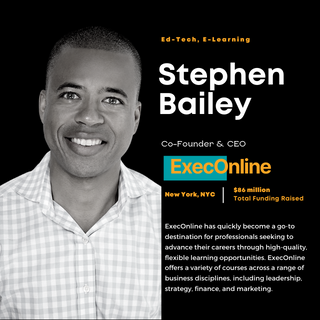 Ed-Tech, E-Learning
Stephen
Bailey
Co-Founder & CEO
ExecOnline
New York, NYC
$86 million
Total Funding Raised
ExecOnline has quickly become a go-to
destination for professionals seeking to
advance their careers through high-quality,
flexible learning opportunities. ExecOnline
offers a variety of courses across a range of
business disciplines, including leadership,
strategy, finance, and marketing.